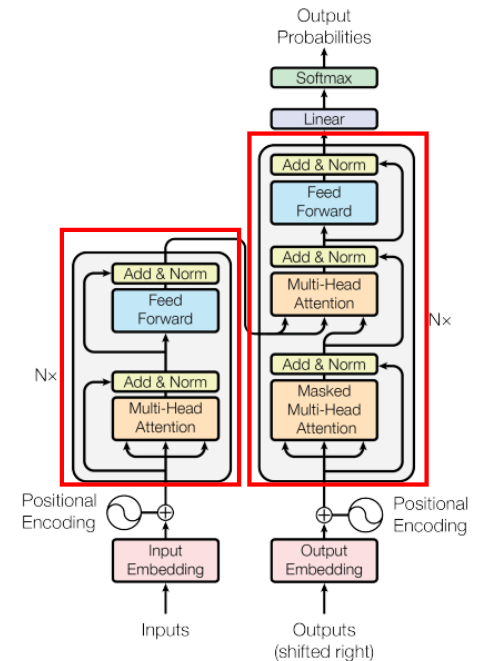 Output
Probabilities
Softmax
Linear
Add & Norm
Feed
Forward
Add & Norm
Multi-Head
Attention
Add & Norm
Masked
Multi-Head
Attention
N×
Add & Norm
Feed
Forward
Add & Norm
Multi-Head
Attention
N×
Positional
Encoding
Positional
Encoding
Input
Embedding
Output
Embedding
Inputs
Outputs
(shifted right)